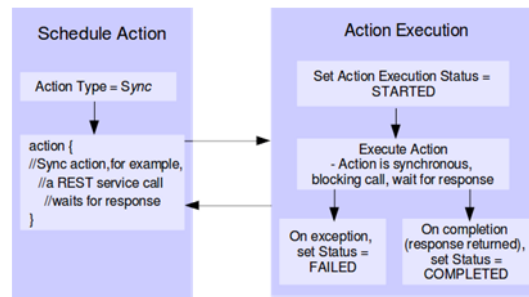 Schedule Action
Action Type = Sync
action {
//Sync action,for example,
//a REST service call
//waits for response
}
Action Execution
Set Action Execution Status =
STARTED
Execute Action
- Action is synchronous,
blocking call, wait for response
On exception,
set Status =
FAILED
On completion
(response returned),
set Status =
COMPLETED